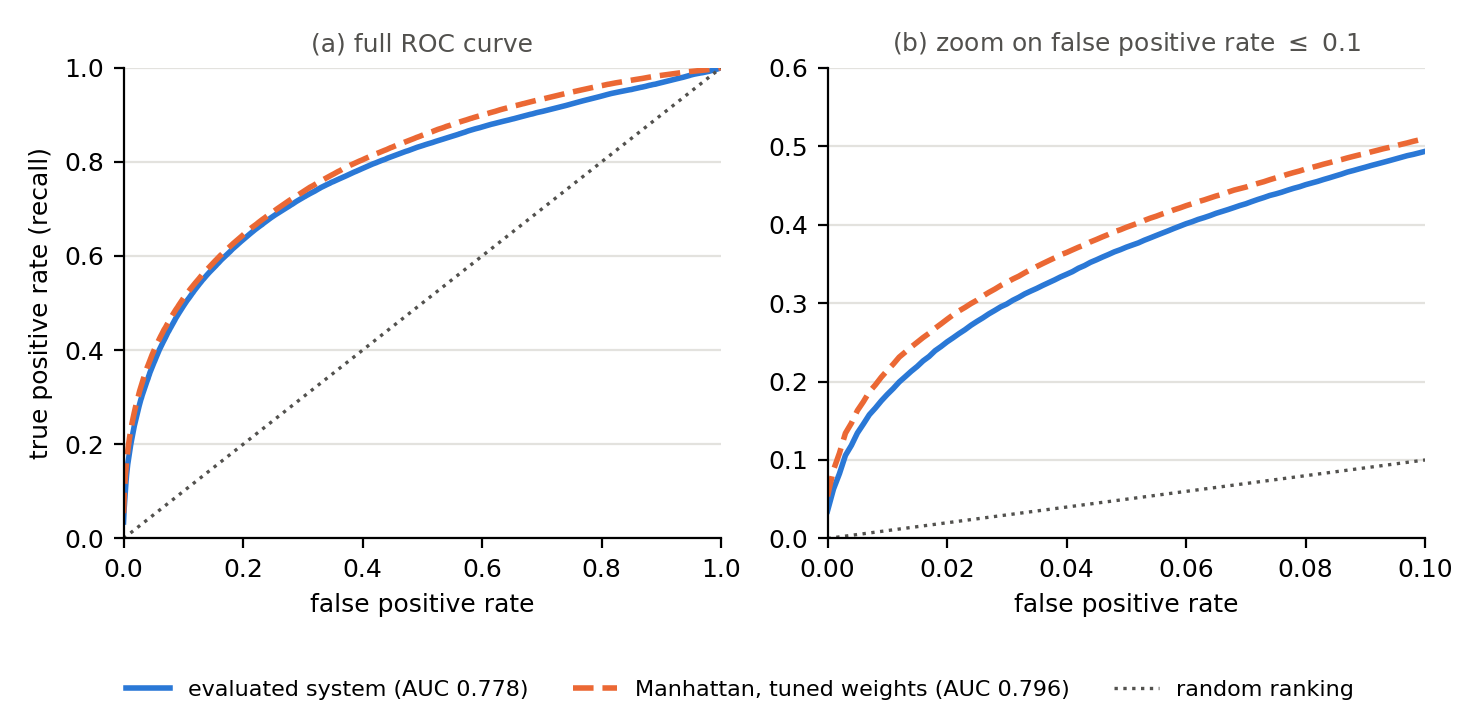 (a) full ROC curve
1.0
0.8
0.6
0.4
0.2
0.0
true positive rate (recall)
0.0 0.2 0.4 0.6 0.8 1.0
false positive rate
(b) zoom on false positive rate ≤ 0.1
0.6
0.5
0.4
0.3
0.2
0.1
0.0
0.00 0.02 0.04 0.06 0.08 0.10
false positive rate
evaluated system (AUC 0.778) Manhattan, tuned weights (AUC 0.796) random ranking